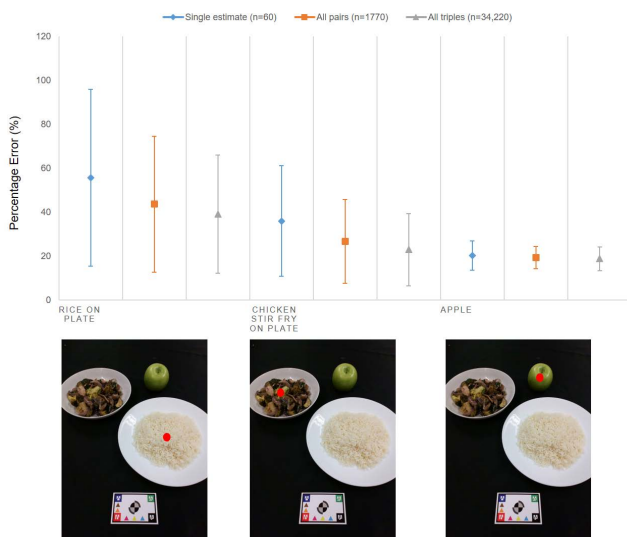 Single estimate (n=60) All pairs (n=1770) All triples (n=34,220)
120
100
80
60
40
20
0
Percentage Error (%)
RICE ON
PLATE
CHICKEN
STIR FRY
ON PLATE
APPLE